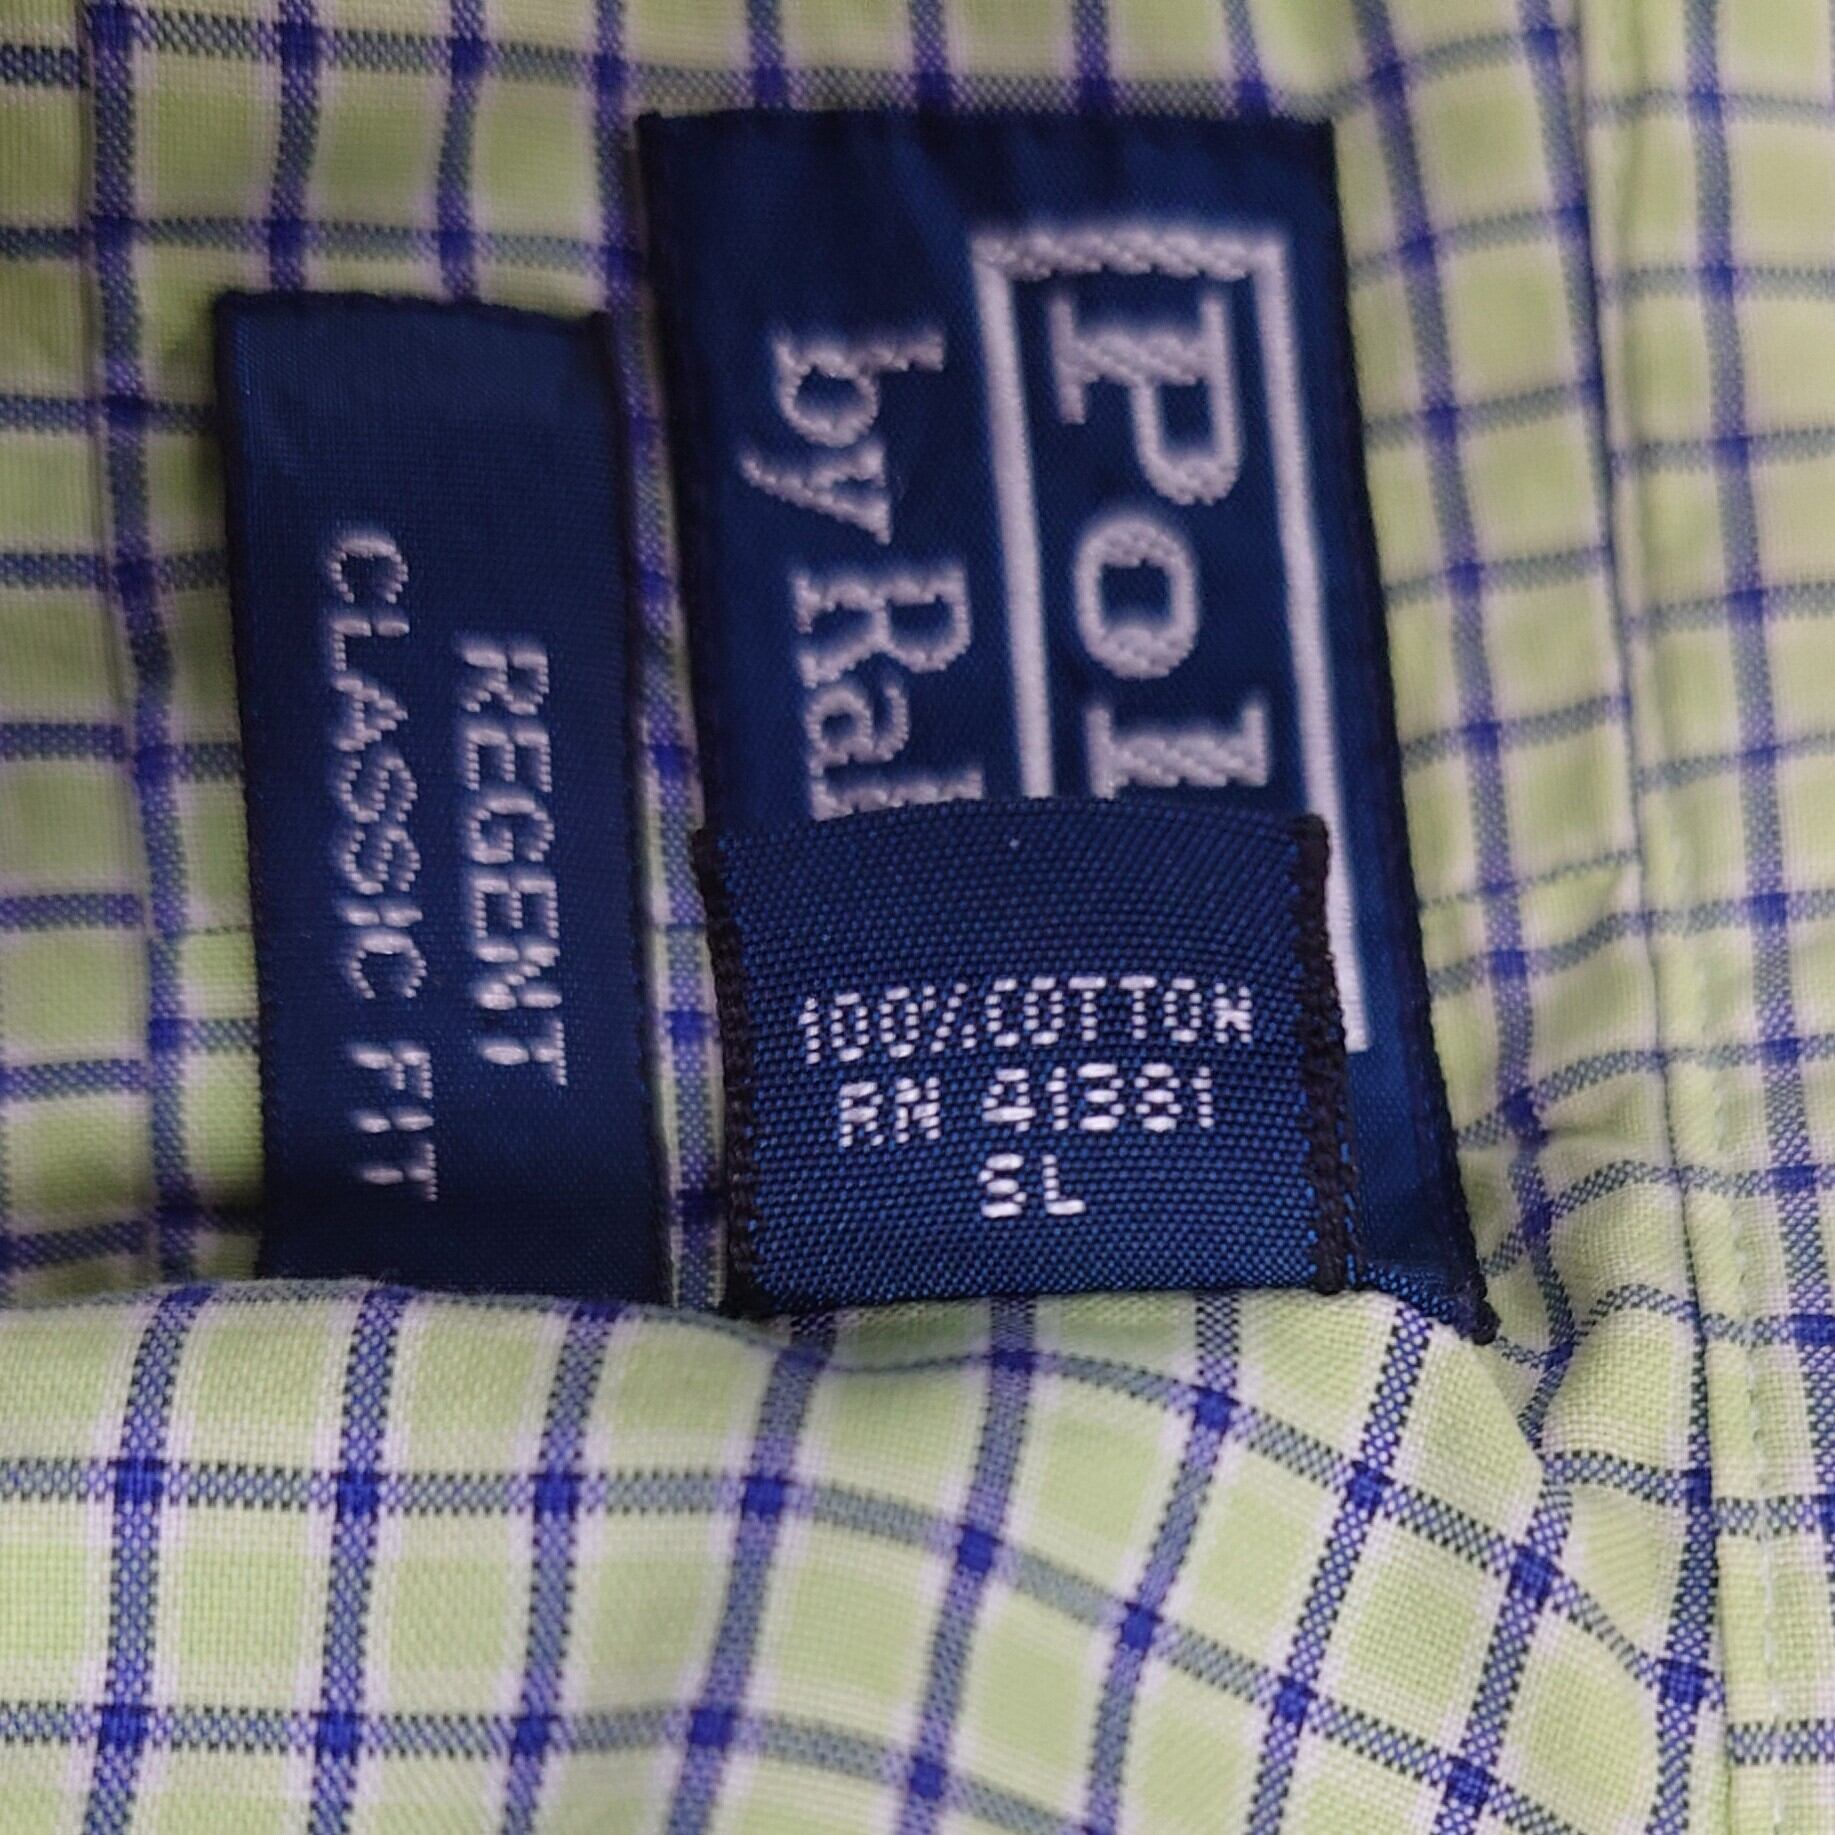 Pol
by Ral
REGENT
CLASSIC FIT
100% COTTON
RN 41381
SL